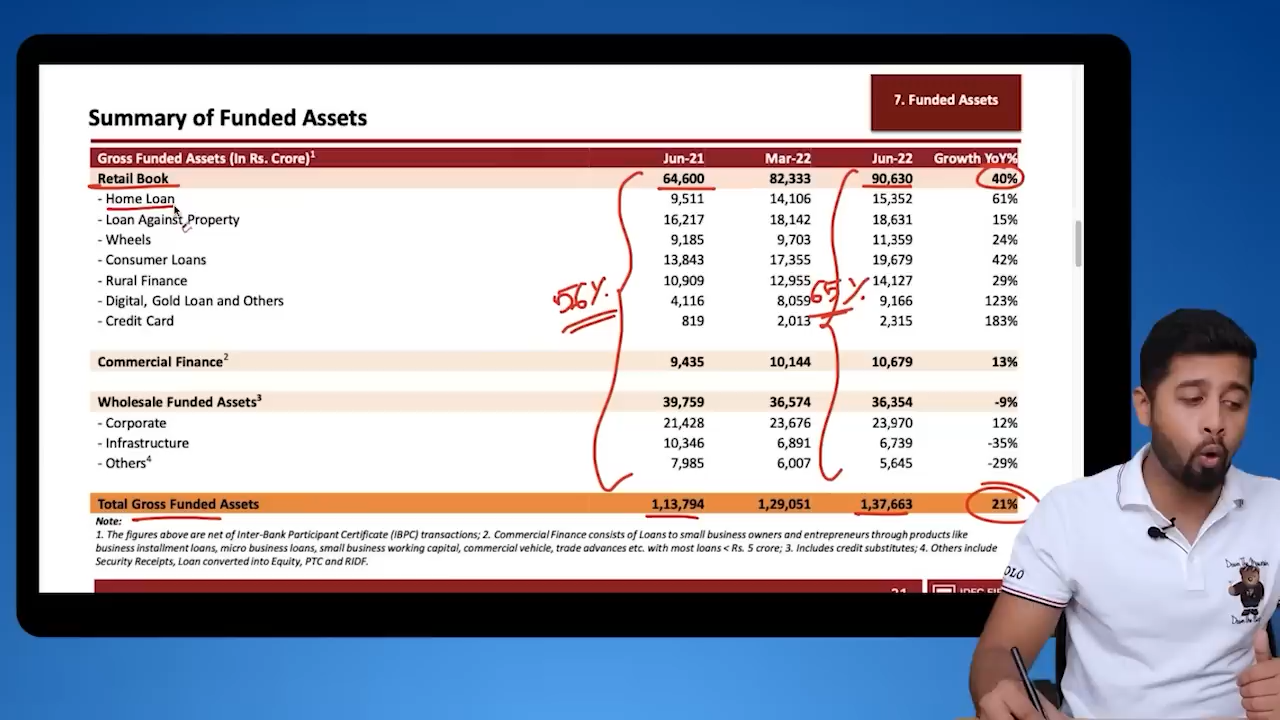 7. Funded Assets
Summary of Funded Assets
Gross Funded Assets (In Rs. Crore)1 Jun-21 Mar-22 Jun-22 Growth YoY%
Retail Book 64,600 82,333 90,630 40%
- Home Loan 9,511 14,106 15,352 61%
- Loan Against Property 16,217 18,142 18,631 15%
- Wheels 9,185 9,703 11,359 24%
- Consumer Loans 13,843 17,355 19,679 42%
- Rural Finance 10,909 12,955 14,127 29%
56%. 65%.
- Digital, Gold Loan and Others 4,116 8,059 9,166 123%
- Credit Card 819 2,013 2,315 183%
Commercial Finance2 9,435 10,144 10,679 13%
Wholesale Funded Assets3 39,759 36,574 36,354 -9%
- Corporate 21,428 23,676 23,970 12%
- Infrastructure 10,346 6,891 6,739 -35%
- Others4 7,985 6,007 5,645 -29%
Total Gross Funded Assets 1,13,794 1,29,051 1,37,663 21%
Note:
1. The figures above are net of Inter-Bank Participant Certificate (IBPC) transactions; 2. Commercial Finance consists of Loans to small business owners and entrepreneurs through products like
business installment loans, micro business loans, small business working capital, commercial vehicle, trade advances etc. with most loans < Rs. 5 crore; 3. Includes credit substitutes; 4. Others include
Security Receipts, Loan converted into Equity, PTC and RIDF.
OLO